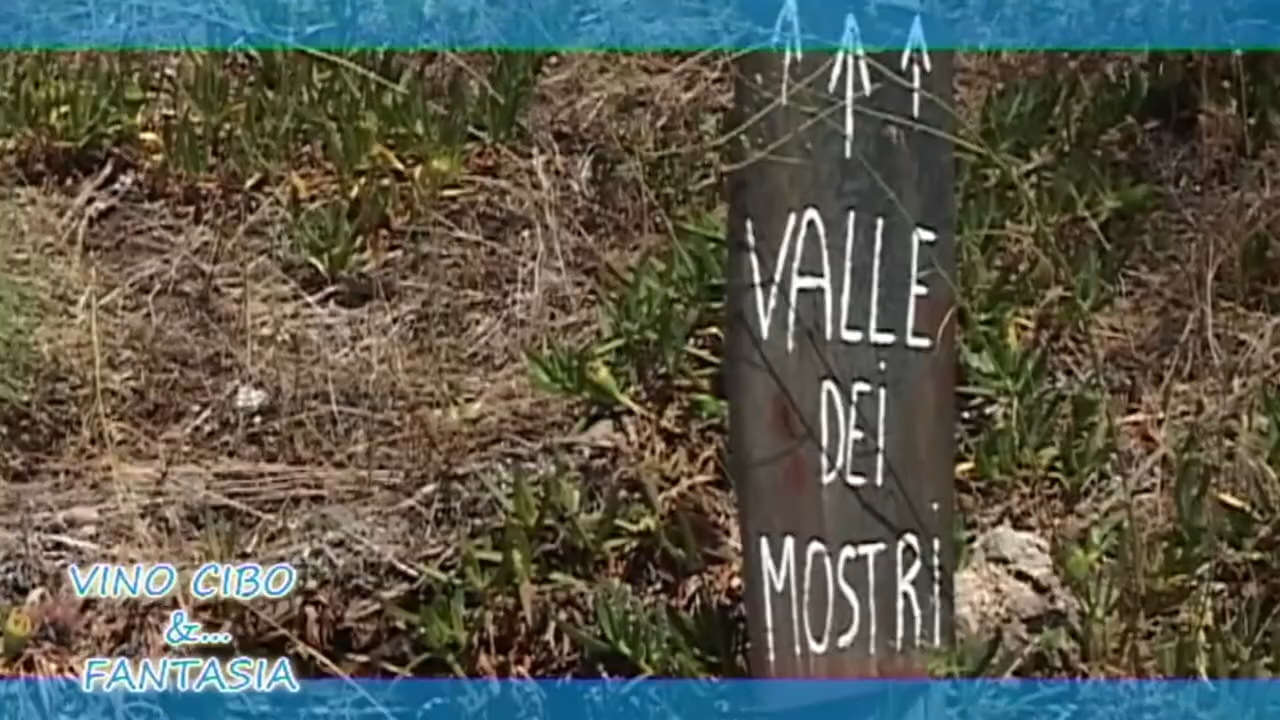 VALLE
DEi
MOSTRi
VINO CIBO
&...
FANTASIA